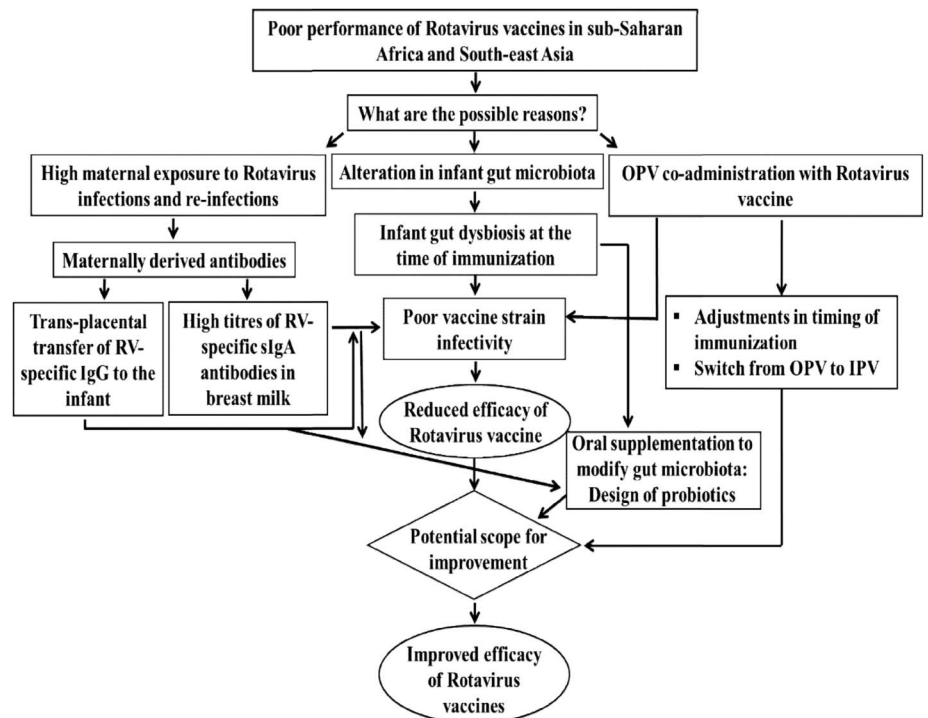 Poor performance of Rotavirus vaccines in sub-Saharan
Africa and South-east Asia
What are the possible reasons?
High maternal exposure to Rotavirus
infections and re-infections
Alteration in infant gut microbiota
OPV co-administration with Rotavirus
vaccine
Maternally derived antibodies
Infant gut dysbiosis at the
time of immunization
Trans-placental
transfer of RV-
specific IgG to the
infant
High titres of RV-
specific sIgA
antibodies in
breast milk
Poor vaccine strain
infectivity
▪ Adjustments in timing of
immunization
▪ Switch from OPV to IPV
Reduced efficacy of
Rotavirus vaccine
Oral supplementation to
modify gut microbiota:
Design of probiotics
Potential scope for
improvement
Improved efficacy
of Rotavirus
vaccines